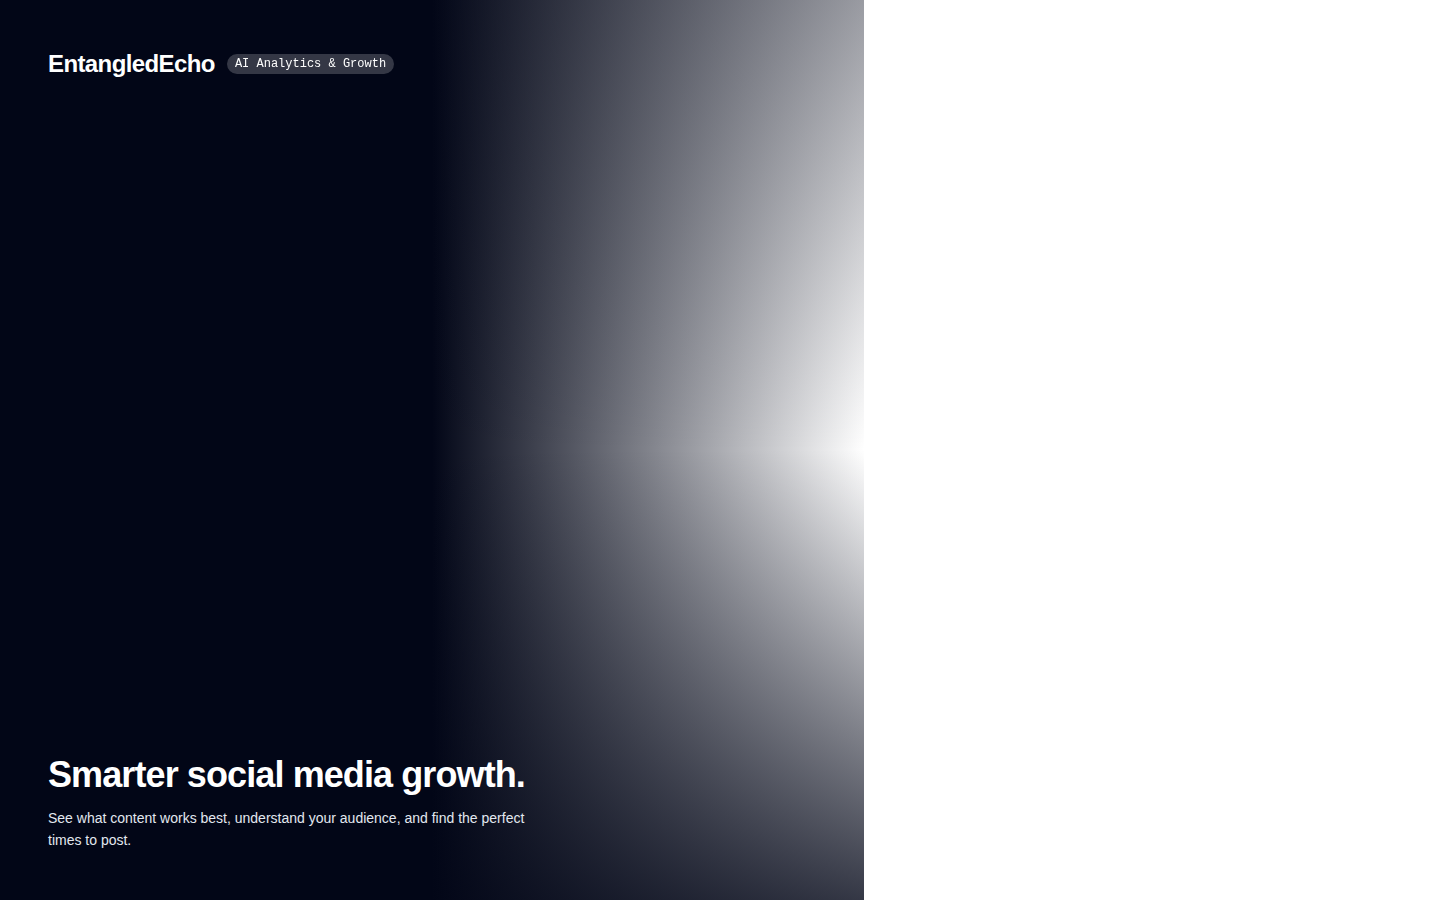 EntangledEcho
AI Analytics & Growth
Smarter social media growth.
See what content works best, understand your audience, and find the perfect
times to post.